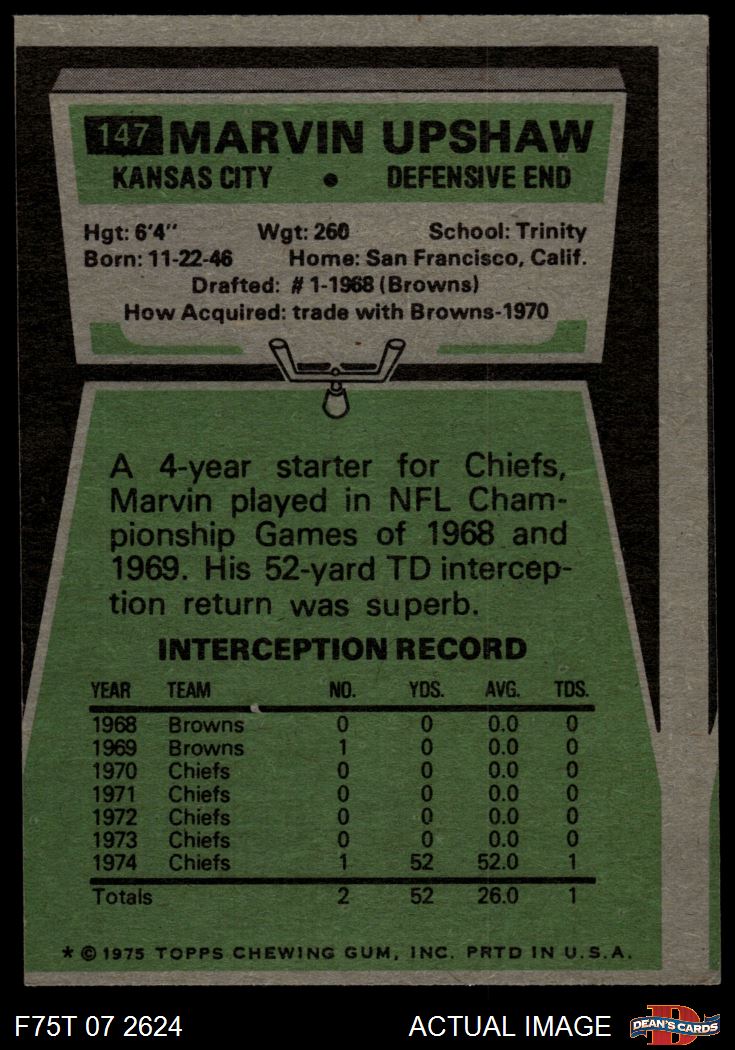 147 MARVIN UPSHAW
KANSAS CITY • DEFENSIVE END
Hgt: 6'4" Wgt: 260 School: Trinity
Born: 11-22-46 Home: San Francisco, Calif.
Drafted: #1-1968 (Browns)
How Acquired: trade with Browns-1970
A 4-year starter for Chiefs,
Marvin played in NFL Cham-
pionship Games of 1968 and
1969. His 52-yard TD intercep-
tion return was superb.
INTERCEPTION RECORD
YEAR TEAM NO. YDS. AVG. TDS.
1968 Browns 0 0 0.0 0
1969 Browns 1 0 0.0 0
1970 Chiefs 0 0 0.0 0
1971 Chiefs 0 0 0.0 0
1972 Chiefs 0 0 0.0 0
1973 Chiefs 0 0 0.0 0
1974 Chiefs 1 52 52.0 1
Totals 2 52 26.0 1
* © 1975 TOPPS CHEWING GUM, INC. PRTD IN U.S.A.
F75T 07 2624 ACTUAL IMAGE D DEAN'S CARDS